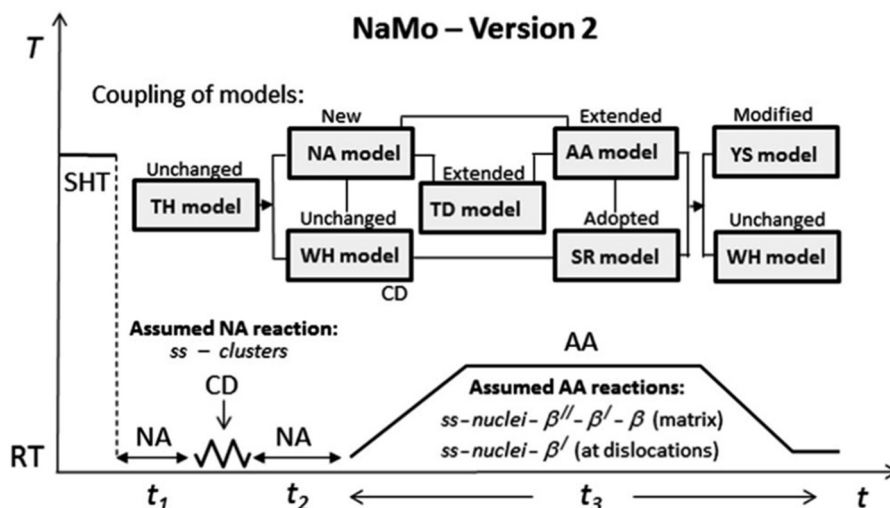 NaMo – Version 2
T
Coupling of models:
New
Extended
Modified
SHT
Unchanged
NA model
AA model
YS model
Extended
TH model
TD model
Unchanged
Adopted
Unchanged
WH model
SR model
WH model
CD
Assumed NA reaction:
ss – clusters
CD
AA
Assumed AA reactions:
ss-nuclei-β//-β/-β (matrix)
ss-nuclei-β/ (at dislocations)
NA
NA
RT
t1
t2
t3
t